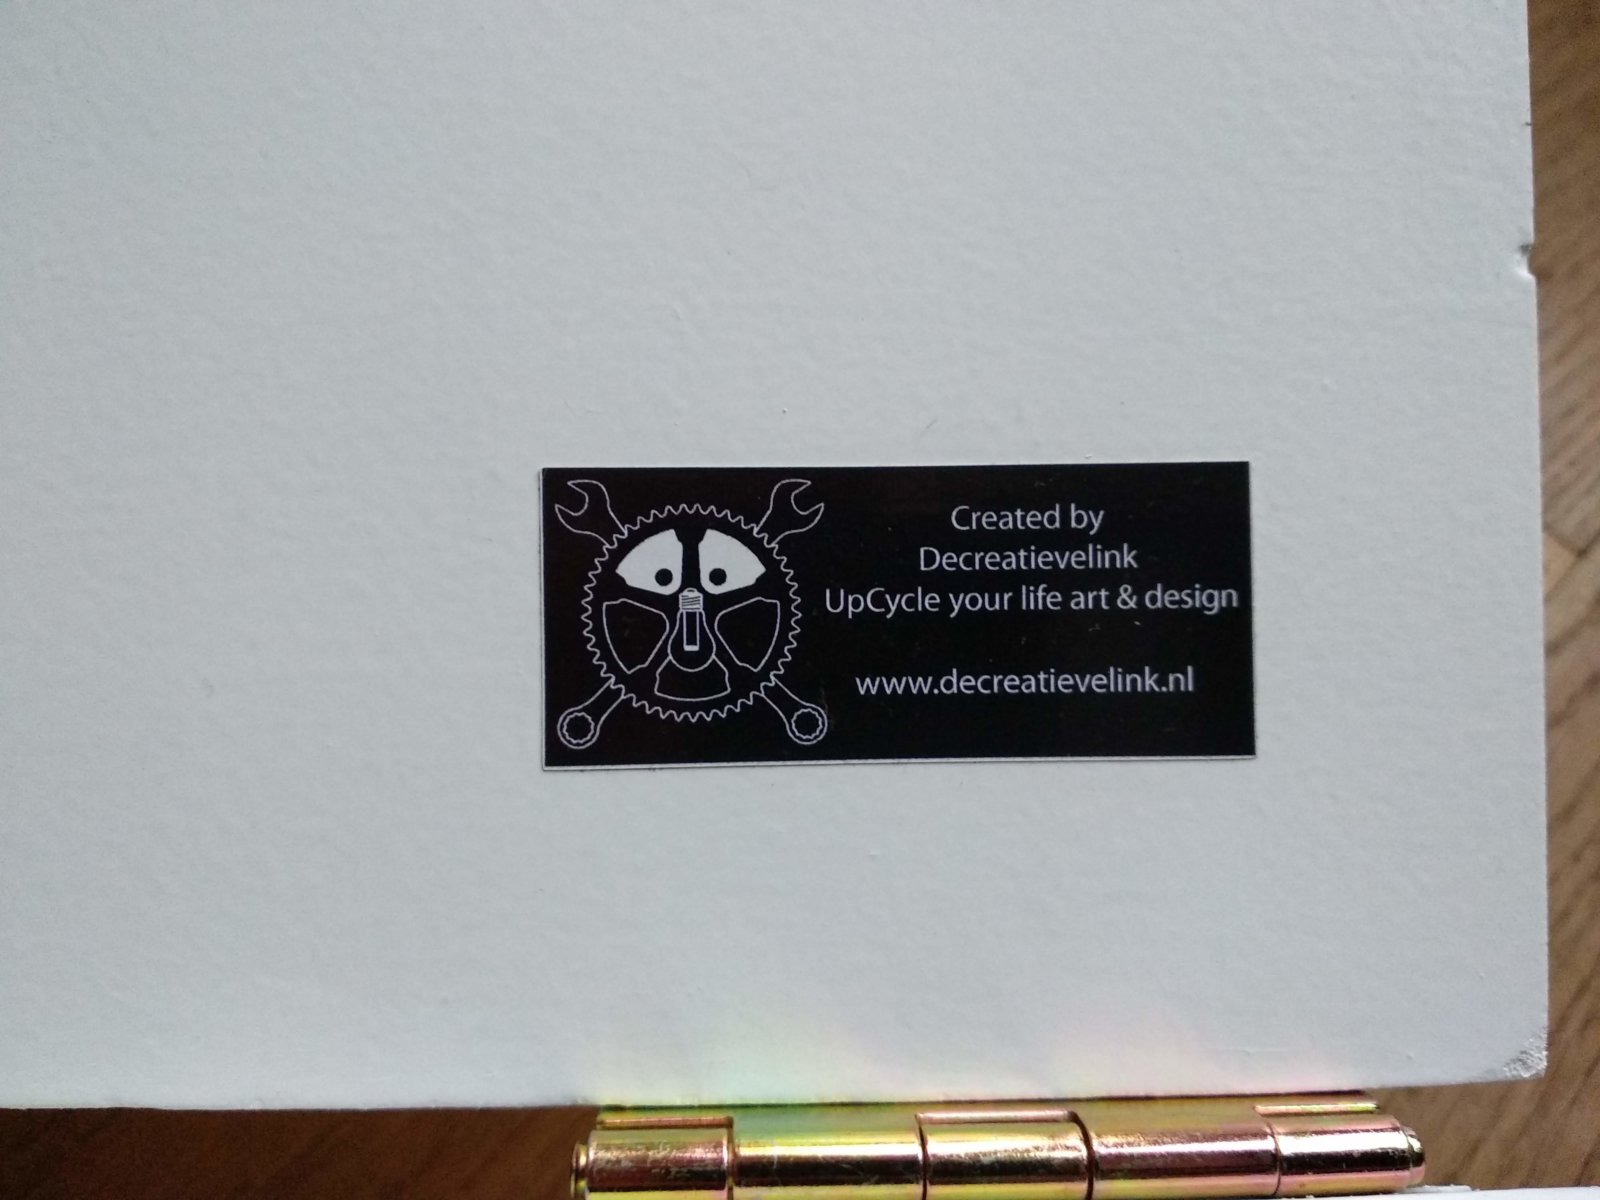 Created by
Decreatievelink
UpCycle your life art & design
www.decreatievelink.nl